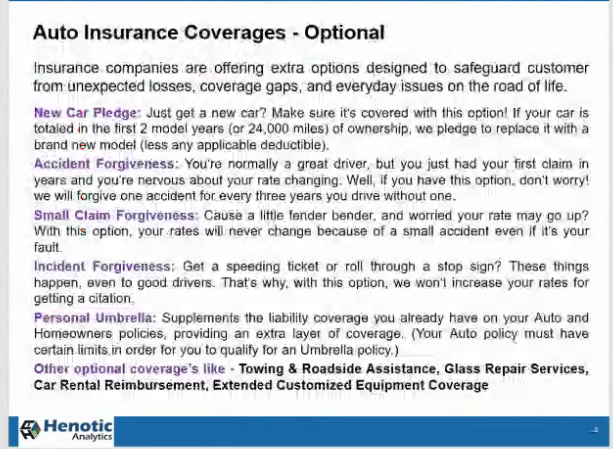 Auto Insurance Coverages - Optional
Insurance companies are offering extra options designed to safeguard customer
from unexpected losses, coverage gaps, and everyday issues on the road of life.
New Car Pledge: Just get a new car? Make sure it's covered with this option! If your car is
totaled in the first 2 model years (or 24,000 miles) of ownership, we pledge to replace it with a
brand new model (less any applicable deductible).
Accident Forgiveness: You're normally a great driver, but you just had your first claim in
years and you're nervous about your rate changing. Well, if you have this option, don't worry!
we will forgive one accident for every three years you drive without one.
Small Claim Forgiveness: Cause a little fender bender, and worried your rate may go up?
With this option, your rates will never change because of a small accident even if it's your
fault.
Incident Forgiveness: Get a speeding ticket or roll through a stop sign? These things
happen, even to good drivers. That's why, with this option, we won't increase your rates for
getting a citation.
Personal Umbrella: Supplements the liability coverage you already have on your Auto and
Homeowners policies, providing an extra layer of coverage. (Your Auto policy must have
certain limits in order for you to qualify for an Umbrella policy.)
Other optional coverage's like - Towing & Roadside Assistance, Glass Repair Services,
Car Rental Reimbursement, Extended Customized Equipment Coverage
Henotic
Analytics